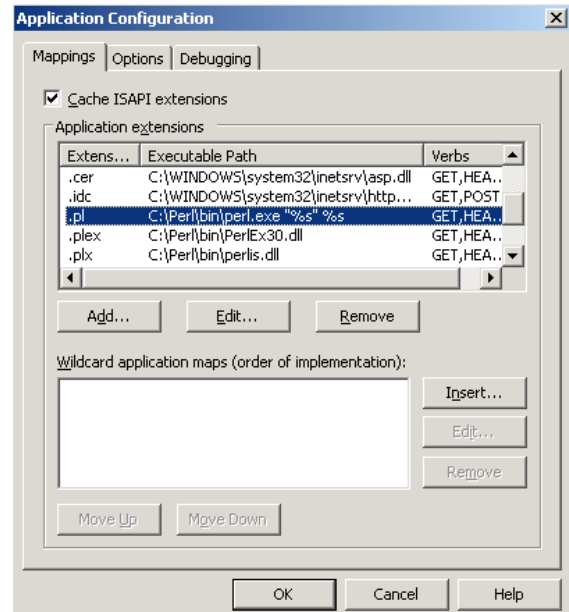 Application Configuration
Mappings Options Debugging
Cache ISAPI extensions
Application extensions
Extens... Executable Path Verbs
.cer C:\WINDOWS\system32\inetsrv\asp.dll GET,HEA..
.idc C:\WINDOWS\system32\inetsrv\http... GET,POST
.pl C:\Perl\bin\perl.exe "%s" %s GET,HEA..
.plex C:\Perl\bin\PerlEx30.dll GET,HEA..
.plx C:\Perl\bin\perlis.dll GET,HEA..
Add... Edit... Remove
Wildcard application maps (order of implementation):
Insert...
Edit...
Remove
Move Up Move Down
OK Cancel Help